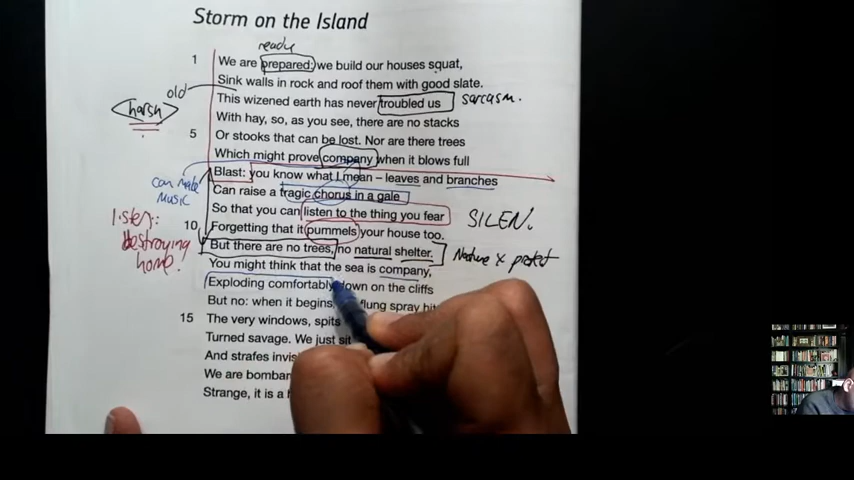 Storm on the Island
ready
1 We are prepared: we build our houses squat,
Sink walls in rock and roof them with good slate.
old
This wizened earth has never troubled us
sarcasm.
harsh
With hay, so, as you see, there are no stacks
5 Or stooks that can be lost. Nor are there trees
Which might prove company when it blows full
Blast: you know what I mean – leaves and branches
can make
music
Can raise a tragic chorus in a gale
So that you can listen to the thing you fear
SILEN.
listen:
destroying
home!
10 Forgetting that it pummels your house too.
But there are no trees, no natural shelter.
Nature x protect
You might think that the sea is company,
Exploding comfortably down on the cliffs
But no: when it begins, flung spray hit
15 The very windows, spits
Turned savage. We just sit
And strafes
We are
Strange, it is a